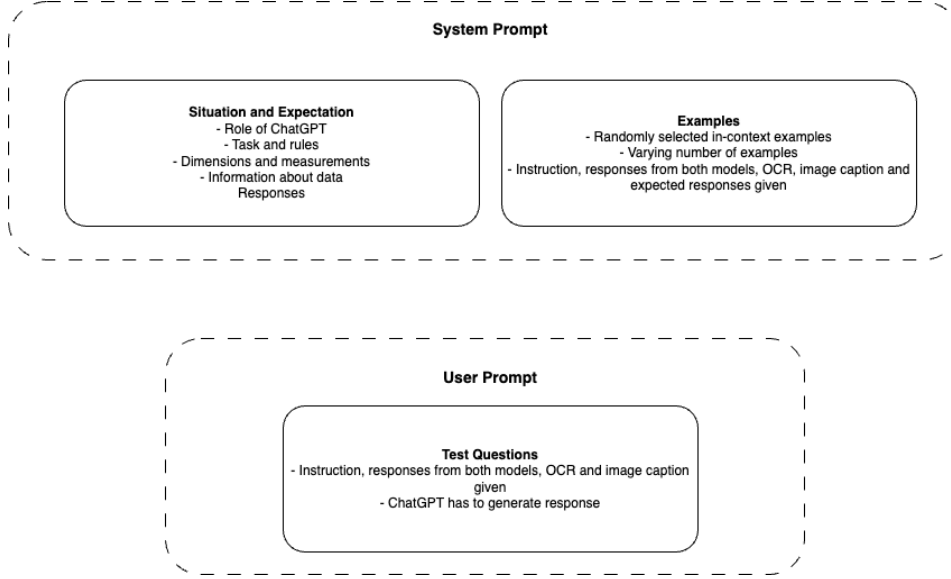 System Prompt
Situation and Expectation
- Role of ChatGPT
- Task and rules
- Dimensions and measurements
- Information about data
Responses
Examples
- Randomly selected in-context examples
- Varying number of examples
- Instruction, responses from both models, OCR, image caption and
expected responses given
User Prompt
Test Questions
- Instruction, responses from both models, OCR and image caption
given
- ChatGPT has to generate response